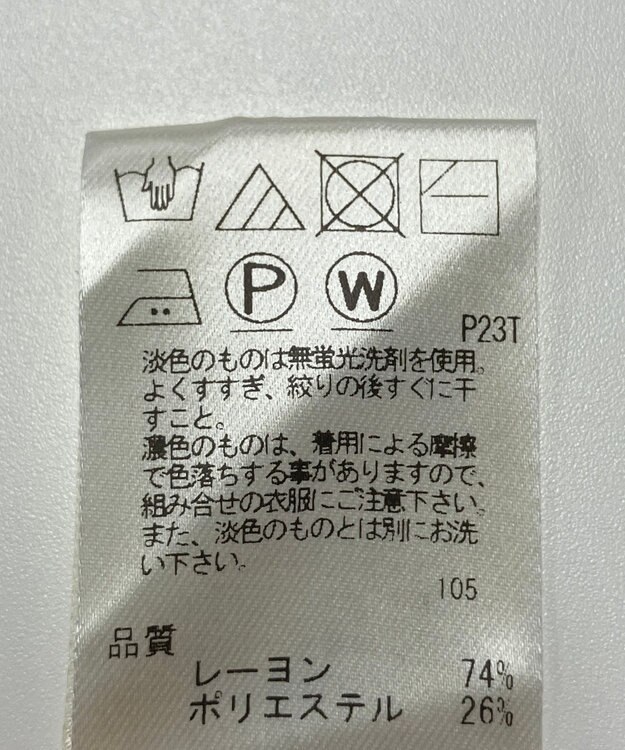 P
W
P23T
淡色のものは無蛍光洗剤を使用。
よくすすぎ、絞りの後すぐに干
すこと。
濃色のものは、着用による摩擦
で色落ちする事がありますので、
組み合せの衣服にご注意下さい。
また、淡色のものとは別にお洗
い下さい。
105
品質
レーヨン 74%
ポリエステル 26%